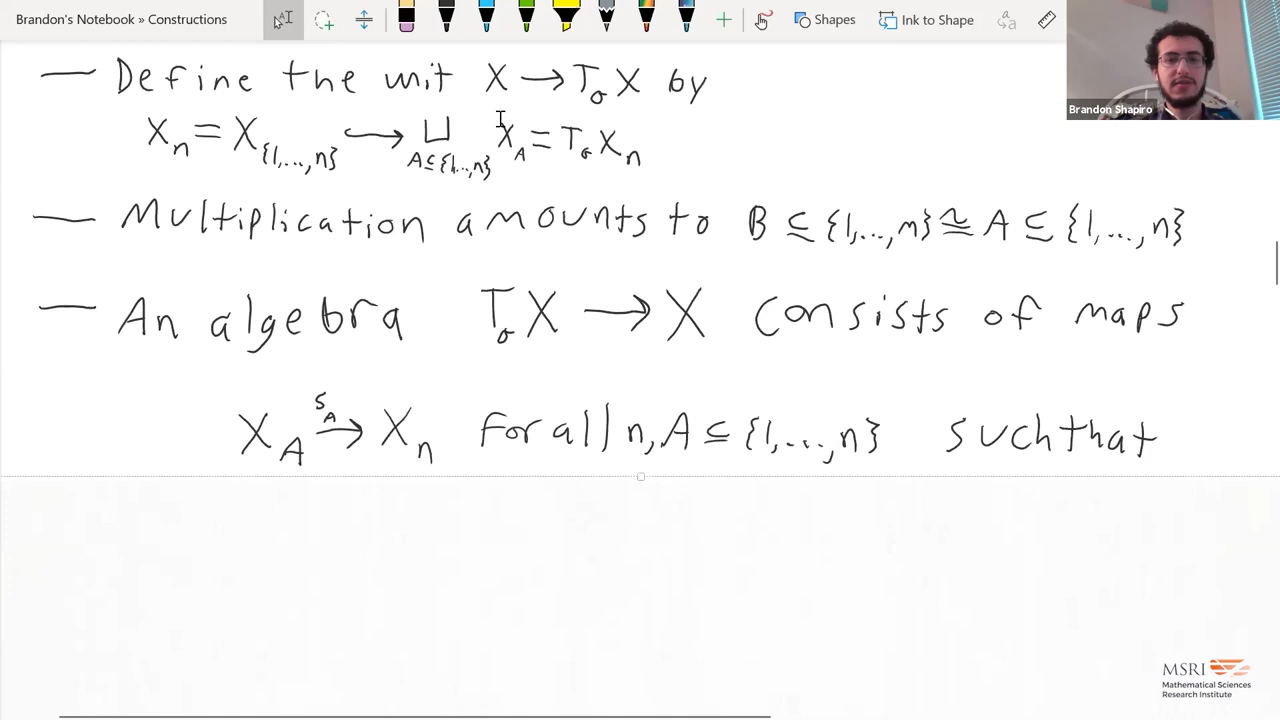 Brandon's Notebook » Constructions
Shapes
Ink to Shape
Brandon Shapiro
— Define the unit X → T₀X by
Xₙ = X_{1,...,n} ↪ ⊔_{A⊆{1,...,n}} X_A = T₀Xₙ
— Multiplication amounts to B ⊆ {1,...,m} ≅ A ⊆ {1,...,n}
— An algebra T₀X → X consists of maps
X_A →^{s_A} Xₙ for all n, A ⊆ {1,...,n} such that
MSRI
Mathematical Sciences
Research Institute